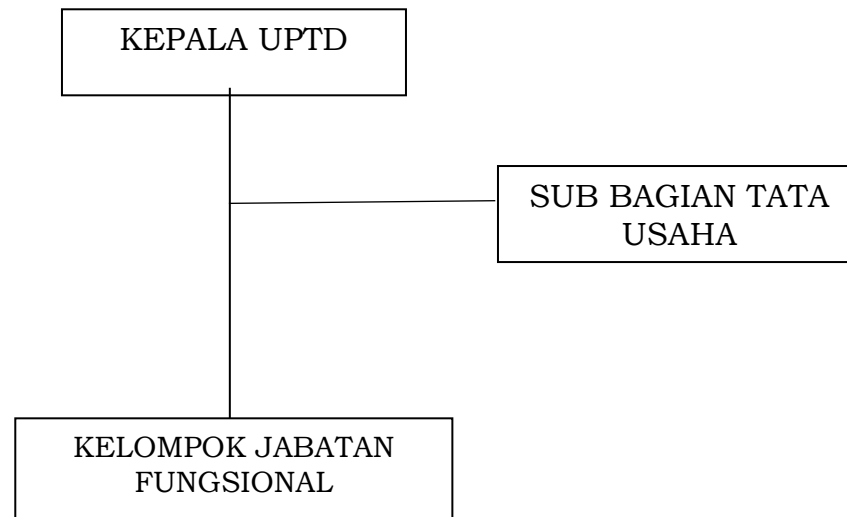 KEPALA UPTD
SUB BAGIAN TATA
USAHA
KELOMPOK JABATAN
FUNGSIONAL